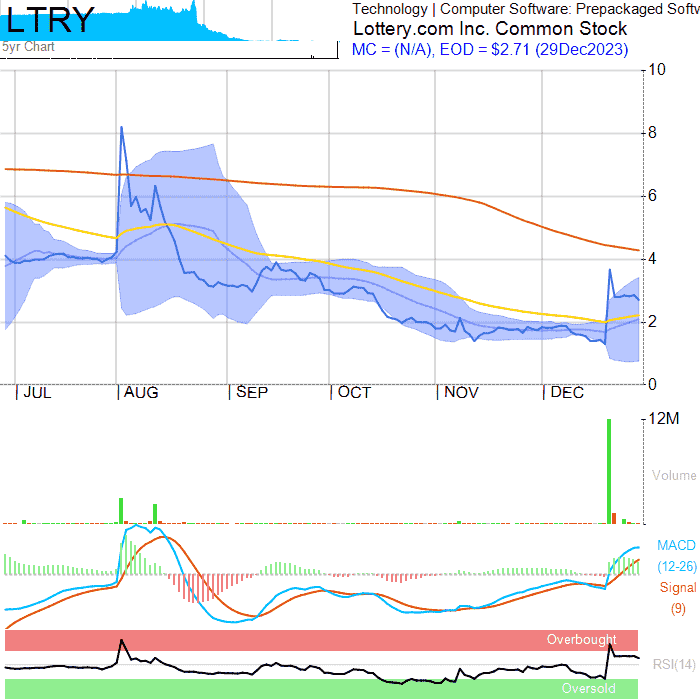 LTRY
5yr Chart
Technology | Computer Software: Prepackaged Softw
Lottery.com Inc. Common Stock
MC = (N/A), EOD = $2.71 (29Dec2023)
10
8
6
4
2
0
JUL AUG SEP OCT NOV DEC
12M
Volume
MACD
(12-26)
Signal
(9)
Overbought
RSI(14)
Oversold